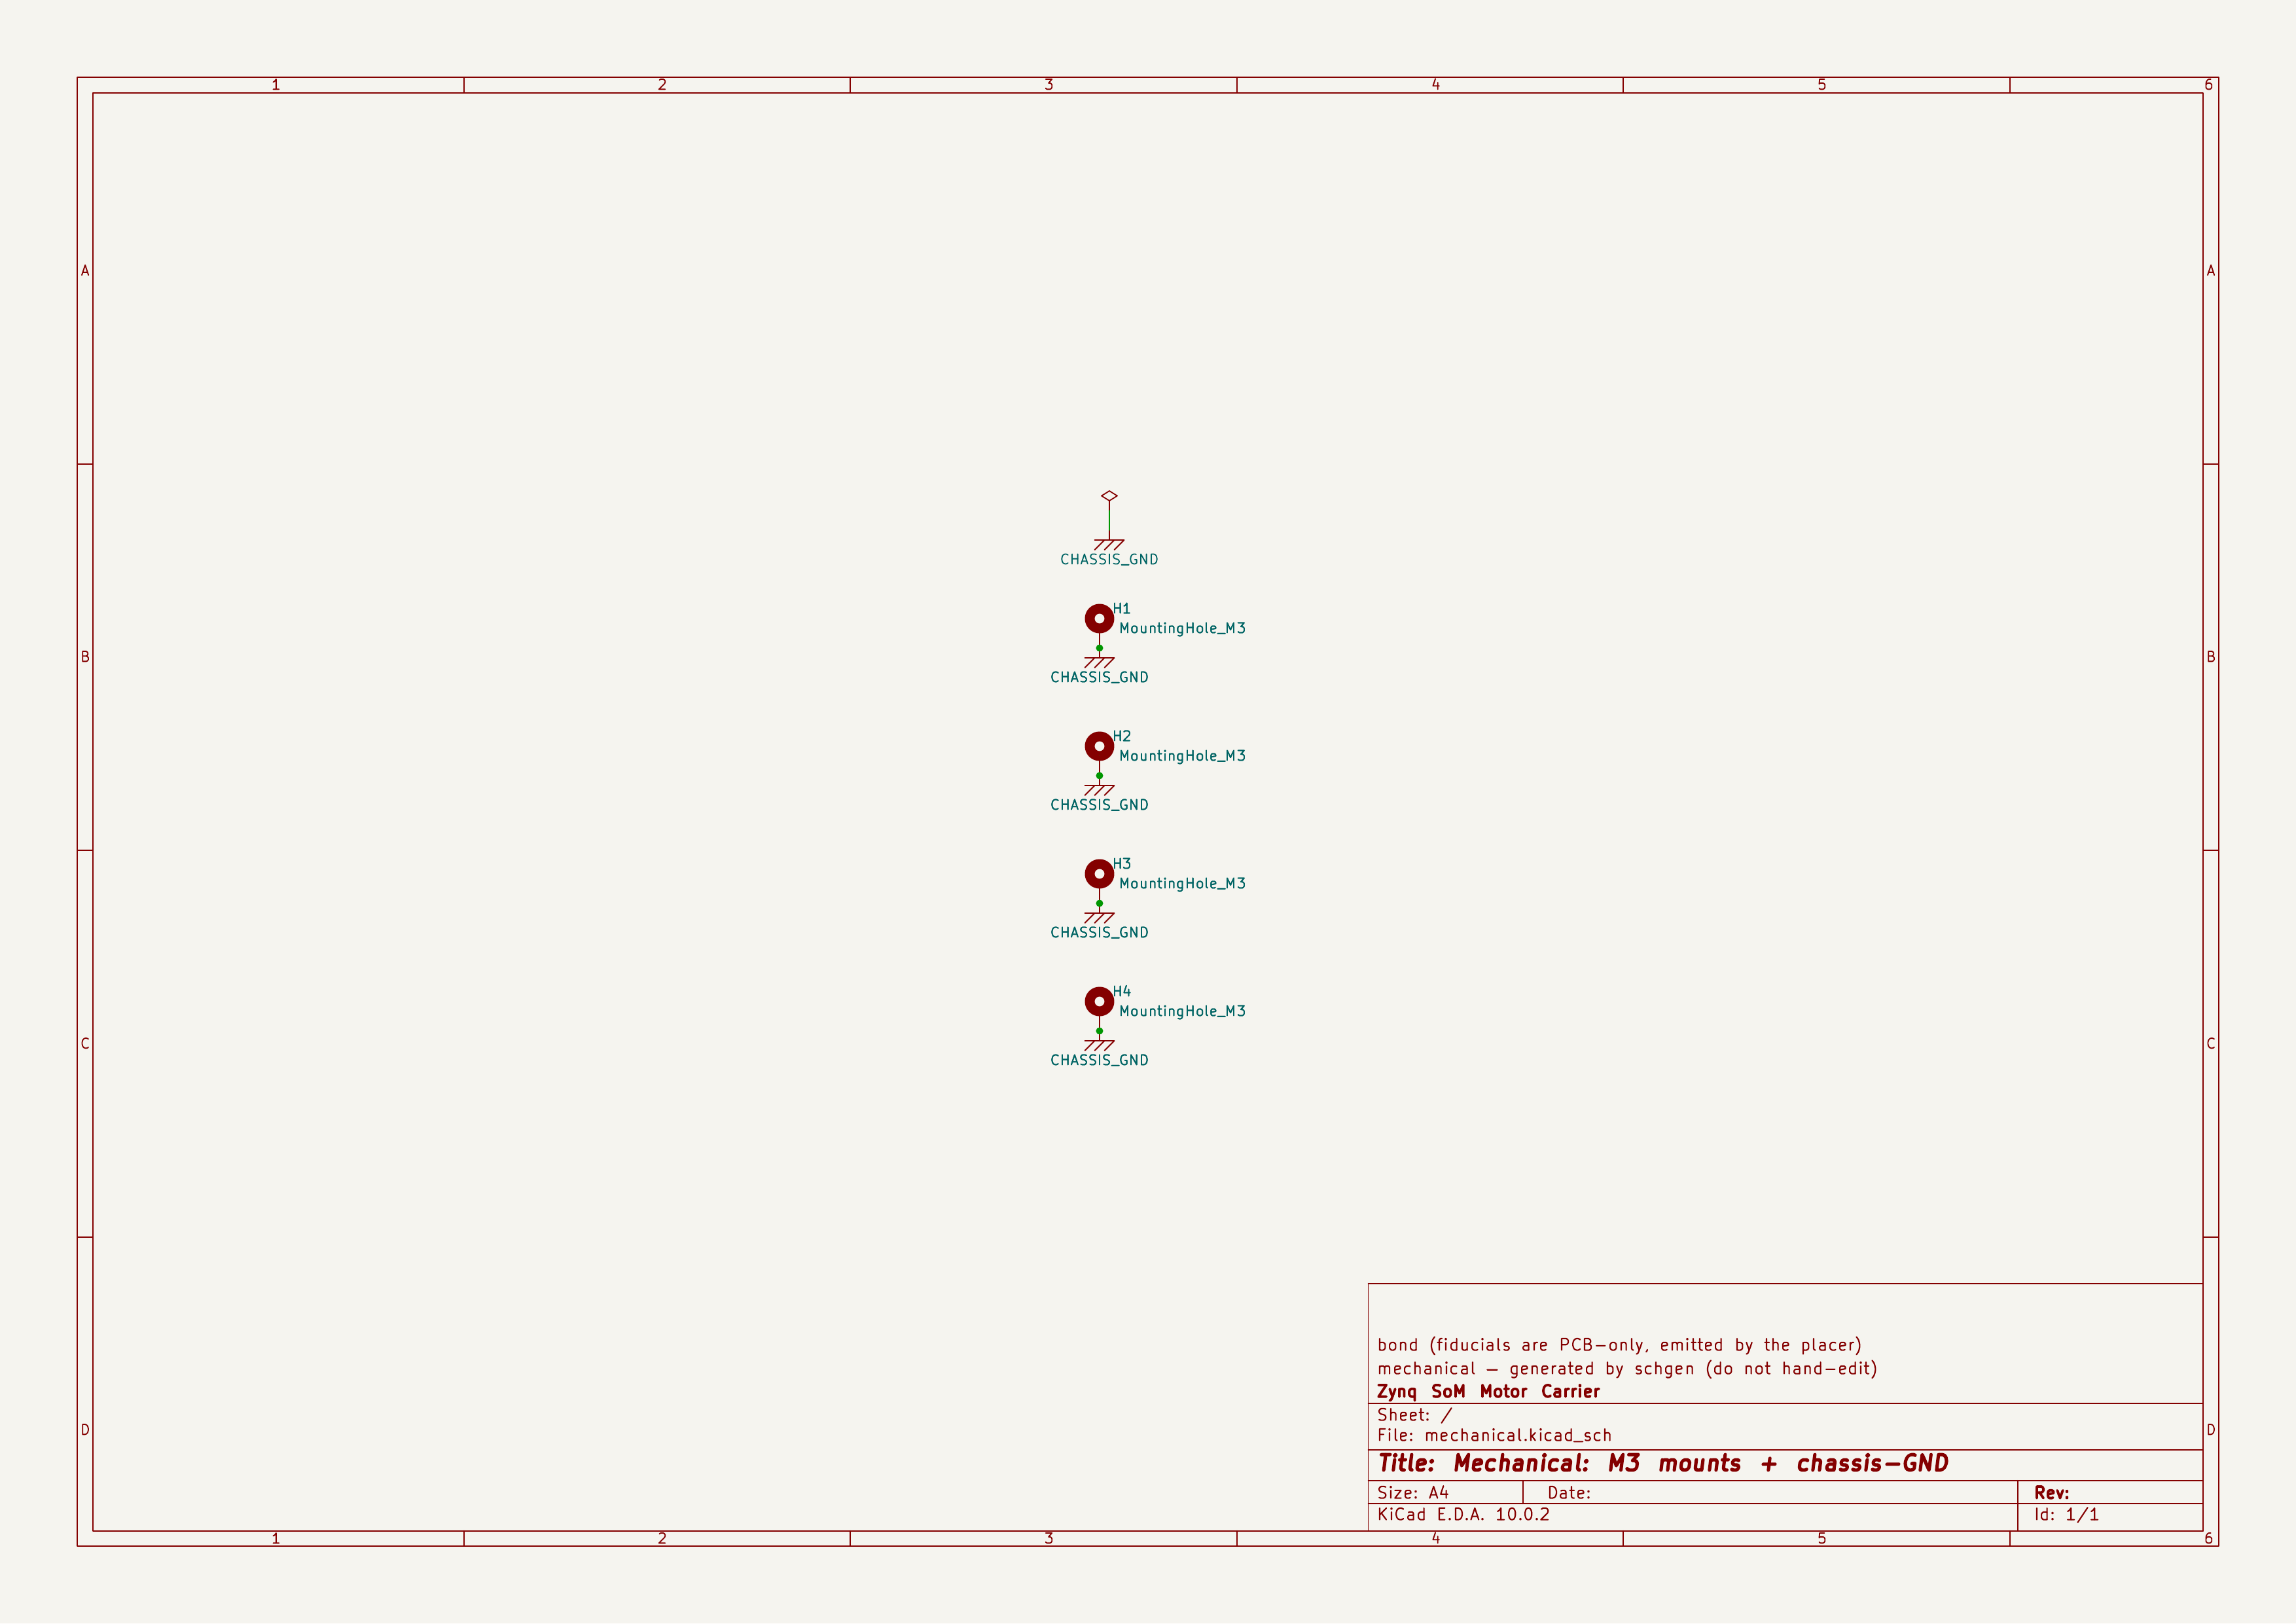 1 2 3 4 5 6
A A
CHASSIS_GND
H1
MountingHole_M3
B B
CHASSIS_GND
H2
MountingHole_M3
CHASSIS_GND
H3
MountingHole_M3
CHASSIS_GND
H4
MountingHole_M3
C C
CHASSIS_GND
bond (fiducials are PCB-only, emitted by the placer)
mechanical — generated by schgen (do not hand-edit)
Zynq SoM Motor Carrier
Sheet: /
D D
File: mechanical.kicad_sch
Title: Mechanical: M3 mounts + chassis-GND
Size: A4 Date: Rev:
KiCad E.D.A. 10.0.2 Id: 1/1
1 2 3 4 5 6